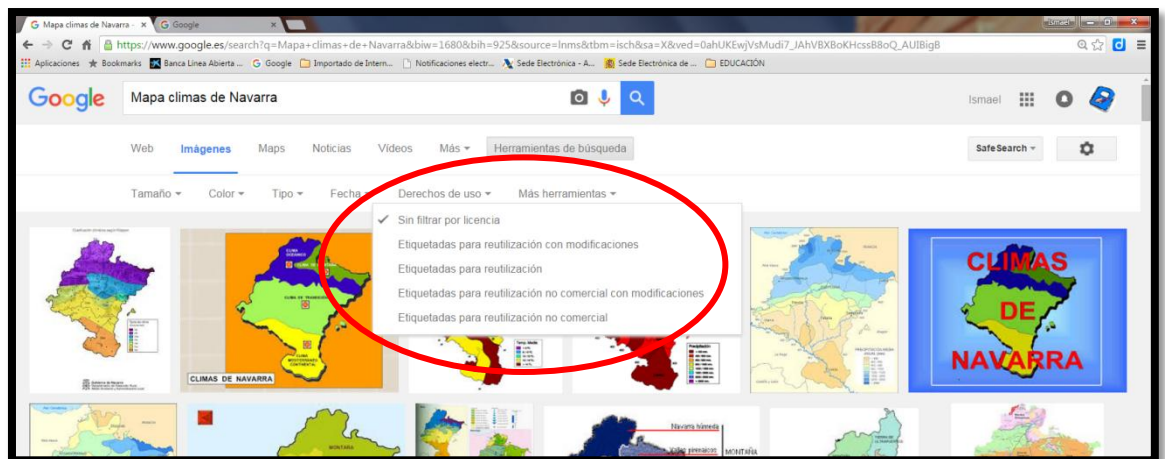 Mapa climas de Navarra - Google
Ismael
https://www.google.es/search?q=Mapa+climas+de+Navarra&biw=1680&bih=925&source=lnms&tbm=isch&sa=X&ved=0ahUKEwjVsMudi7_JAhVBXBoKHcssB8oQ_AUIBigB
Aplicaciones Bookmarks Banca Línea Abierta ... Google Importado de Intern... Notificaciones electr... Sede Electrónica - A... Sede Electrónica de ... EDUCACIÓN
Google Mapa climas de Navarra Ismael
Web Imágenes Maps Noticias Vídeos Más Herramientas de búsqueda SafeSearch
Tamaño Color Tipo Fecha Derechos de uso Más herramientas
Sin filtrar por licencia
Etiquetadas para reutilización con modificaciones
Etiquetadas para reutilización
Etiquetadas para reutilización no comercial con modificaciones
Etiquetadas para reutilización no comercial
CLIMAS
DE
NAVARRA
CLIMAS DE NAVARRA
Navarra húmeda
MONTAÑA
MONTAÑA